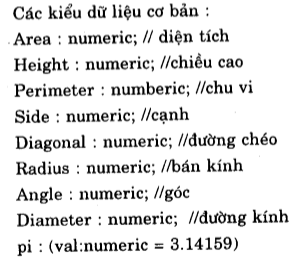 Các kiểu dữ liệu cơ bản :
Area : numeric; // diện tích
Height : numeric; //chiều cao
Perimeter : numberic; //chu vi
Side : numeric; //cạnh
Diagonal : numeric; //đường chéo
Radius : numeric; //bán kính
Angle : numeric; //góc
Diameter : numeric;  //đường kính
pi : (val:numeric = 3.14159)